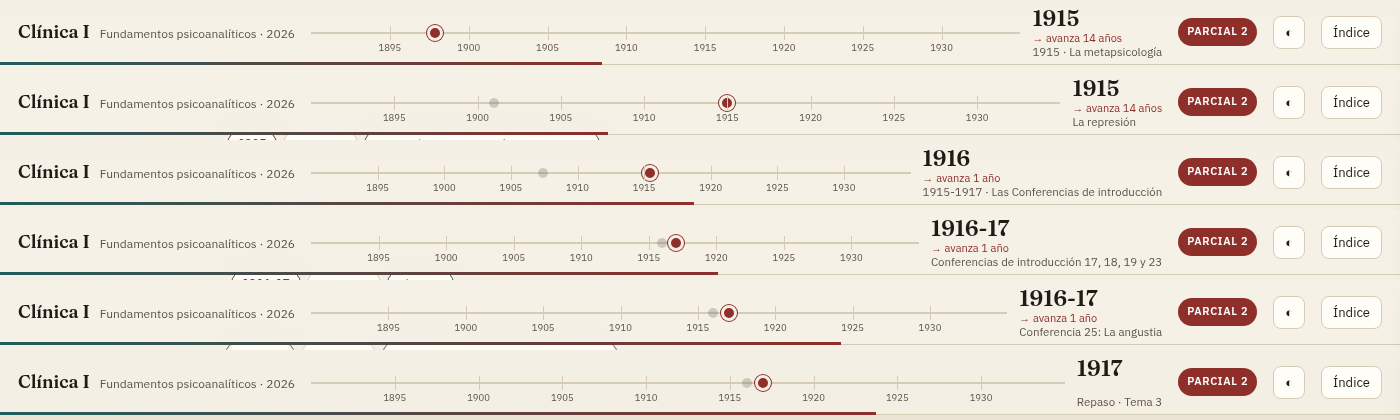 Clínica I Fundamentos psicoanalíticos · 2026
1895 1900 1905 1910 1915 1920 1925 1930
1915
→ avanza 14 años
1915 · La metapsicología
PARCIAL 2
Índice
Clínica I Fundamentos psicoanalíticos · 2026
1895 1900 1905 1910 1915 1920 1925 1930
1915
→ avanza 14 años
La represión
PARCIAL 2
Índice
Clínica I Fundamentos psicoanalíticos · 2026
1895 1900 1905 1910 1915 1920 1925 1930
1916
→ avanza 1 año
1915-1917 · Las Conferencias de introducción
PARCIAL 2
Índice
Clínica I Fundamentos psicoanalíticos · 2026
1895 1900 1905 1910 1915 1920 1925 1930
1916-17
→ avanza 1 año
Conferencias de introducción 17, 18, 19 y 23
PARCIAL 2
Índice
Clínica I Fundamentos psicoanalíticos · 2026
1895 1900 1905 1910 1915 1920 1925 1930
1916-17
→ avanza 1 año
Conferencia 25: La angustia
PARCIAL 2
Índice
Clínica I Fundamentos psicoanalíticos · 2026
1895 1900 1905 1910 1915 1920 1925 1930
1917
Repaso · Tema 3
PARCIAL 2
Índice